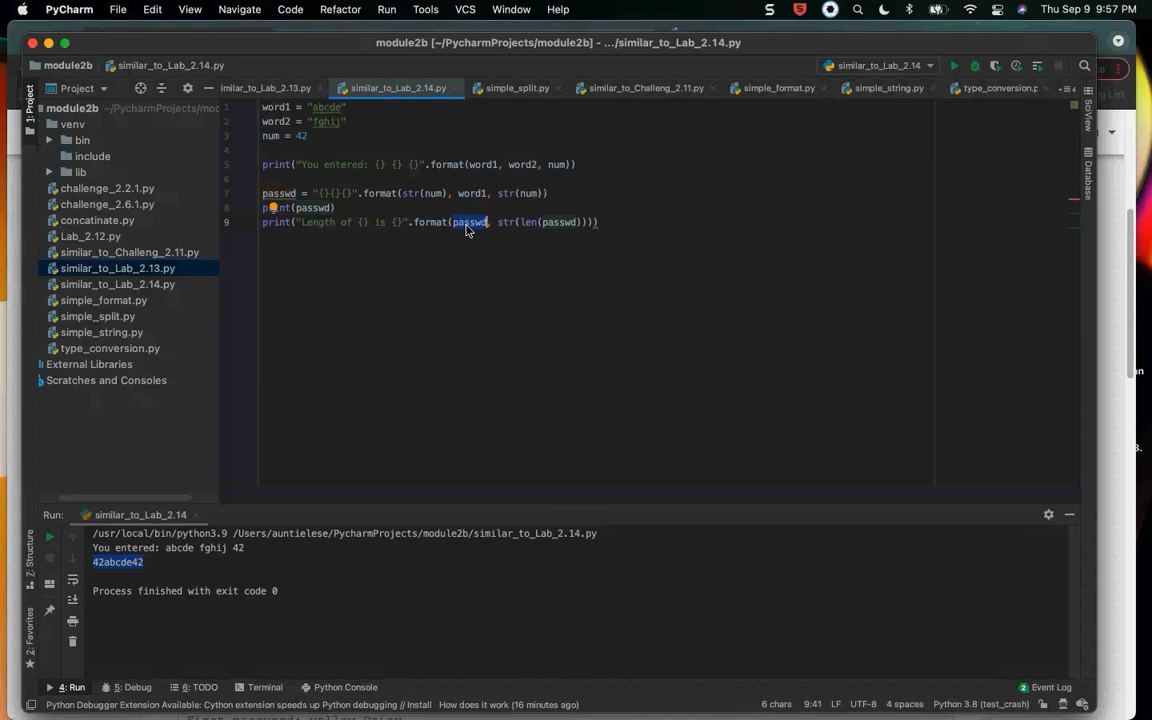 PyCharm File Edit View Navigate Code Refactor Run Tools VCS Window Help Thu Sep 9 9:57 PM
module2b [~/PycharmProjects/module2b] - .../similar_to_Lab_2.14.py
module2b similar_to_Lab_2.14.py similar_to_Lab_2.14
Project imilar_to_Lab_2.13.py similar_to_Lab_2.14.py simple_split.py similar_to_Challeng_2.11.py simple_format.py simple_string.py type_conversion.p
1: Project
module2b ~/PycharmProjects/moc
venv
bin
include
lib
challenge_2.2.1.py
challenge_2.6.1.py
concatinate.py
Lab_2.12.py
similar_to_Challeng_2.11.py
similar_to_Lab_2.13.py
similar_to_Lab_2.14.py
simple_format.py
simple_split.py
simple_string.py
type_conversion.py
External Libraries
Scratches and Consoles
1 word1 = "abcde"
2 word2 = "fghij"
3 num = 42
4
5 print("You entered: {} {} {}".format(word1, word2, num))
6
7 passwd = "{}{}{}".format(str(num), word1, str(num))
8 print(passwd)
9 print("Length of {} is {}".format(passwd, str(len(passwd))))
SciView
Database
Run: similar_to_Lab_2.14
/usr/local/bin/python3.9 /Users/auntielese/PycharmProjects/module2b/similar_to_Lab_2.14.py
You entered: abcde fghij 42
42abcde42
Process finished with exit code 0
7: Structure
2: Favorites
4: Run 5: Debug 6: TODO Terminal Python Console 2 Event Log
Python Debugger Extension Available: Cython extension speeds up Python debugging // Install How does it work (16 minutes ago) 6 chars 9:41 LF UTF-8 4 spaces Python 3.8 (test_crash)